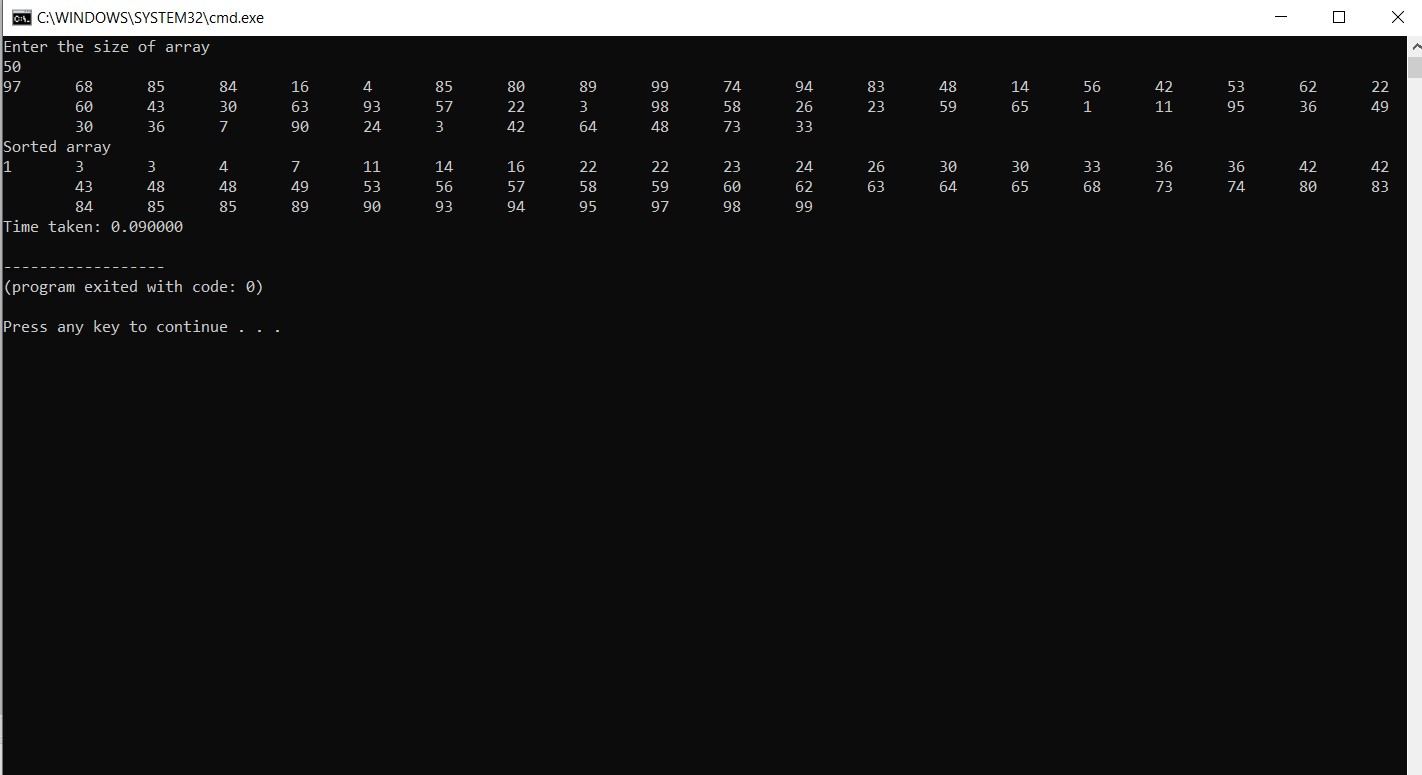 C:\WINDOWS\SYSTEM32\cmd.exe
Enter the size of array
50
97 68 85 84 16 4 85 80 89 99 74 94 83 48 14 56 42 53 62 22
60 43 30 63 93 57 22 3 98 58 26 23 59 65 1 11 95 36 49
30 36 7 90 24 3 42 64 48 73 33
Sorted array
1 3 3 4 7 11 14 16 22 22 23 24 26 30 30 33 36 36 42 42
43 48 48 49 53 56 57 58 59 60 62 63 64 65 68 73 74 80 83
84 85 85 89 90 93 94 95 97 98 99
Time taken: 0.090000
------------------
(program exited with code: 0)
Press any key to continue . . .